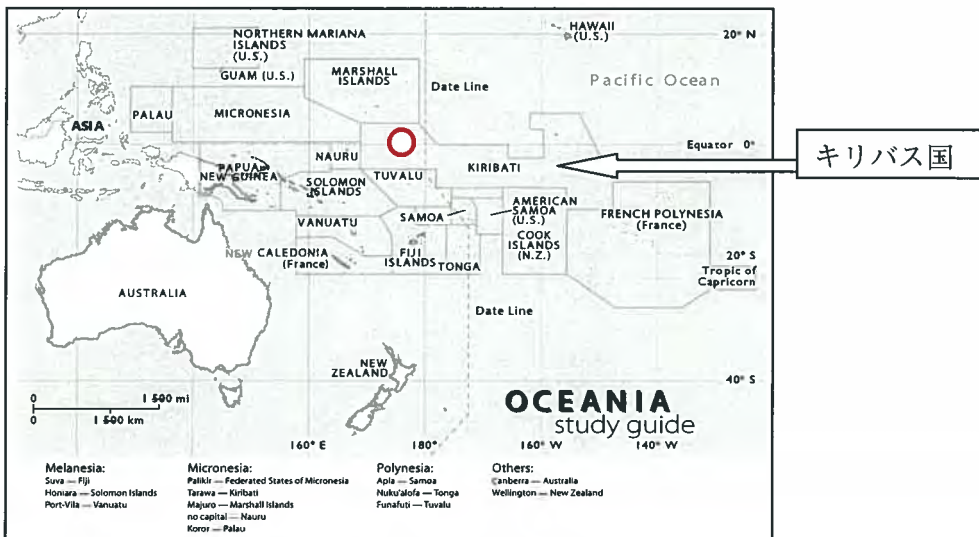 HAWAII
(U.S.)
20° N
NORTHERN MARIANA
ISLANDS
(U.S.)
GUAM (U.S.)
MARSHALL
ISLANDS
Date Line
Pacific Ocean
PALAU
MICRONESIA
ASIA
Equator 0°
キリバス国
NAURU
KIRIBATI
PAPUA
NEW GUINEA
TUVALU
SOLOMON
ISLANDS
AMERICAN
SAMOA
(U.S.)
SAMOA
FRENCH POLYNESIA
(France)
VANUATU
COOK
ISLANDS
(N.Z.)
FIJI
ISLANDS
NEW CALEDONIA
(France)
TONGA
20° S
Tropic of
Capricorn
AUSTRALIA
Date Line
NEW
ZEALAND
40° S
0 1 500 mi
0 1 500 km
OCEANIA
study guide
160° E
180°
160° W
140° W
Melanesia:
Suva — Fiji
Honiara — Solomon Islands
Port-Vila — Vanuatu
Micronesia:
Palikir — Federated States of Micronesia
Tarawa — Kiribati
Majuro — Marshall Islands
no capital — Nauru
Koror — Palau
Polynesia:
Apia — Samoa
Nuku'alofa — Tonga
Funafuti — Tuvalu
Others:
Canberra — Australia
Wellington — New Zealand